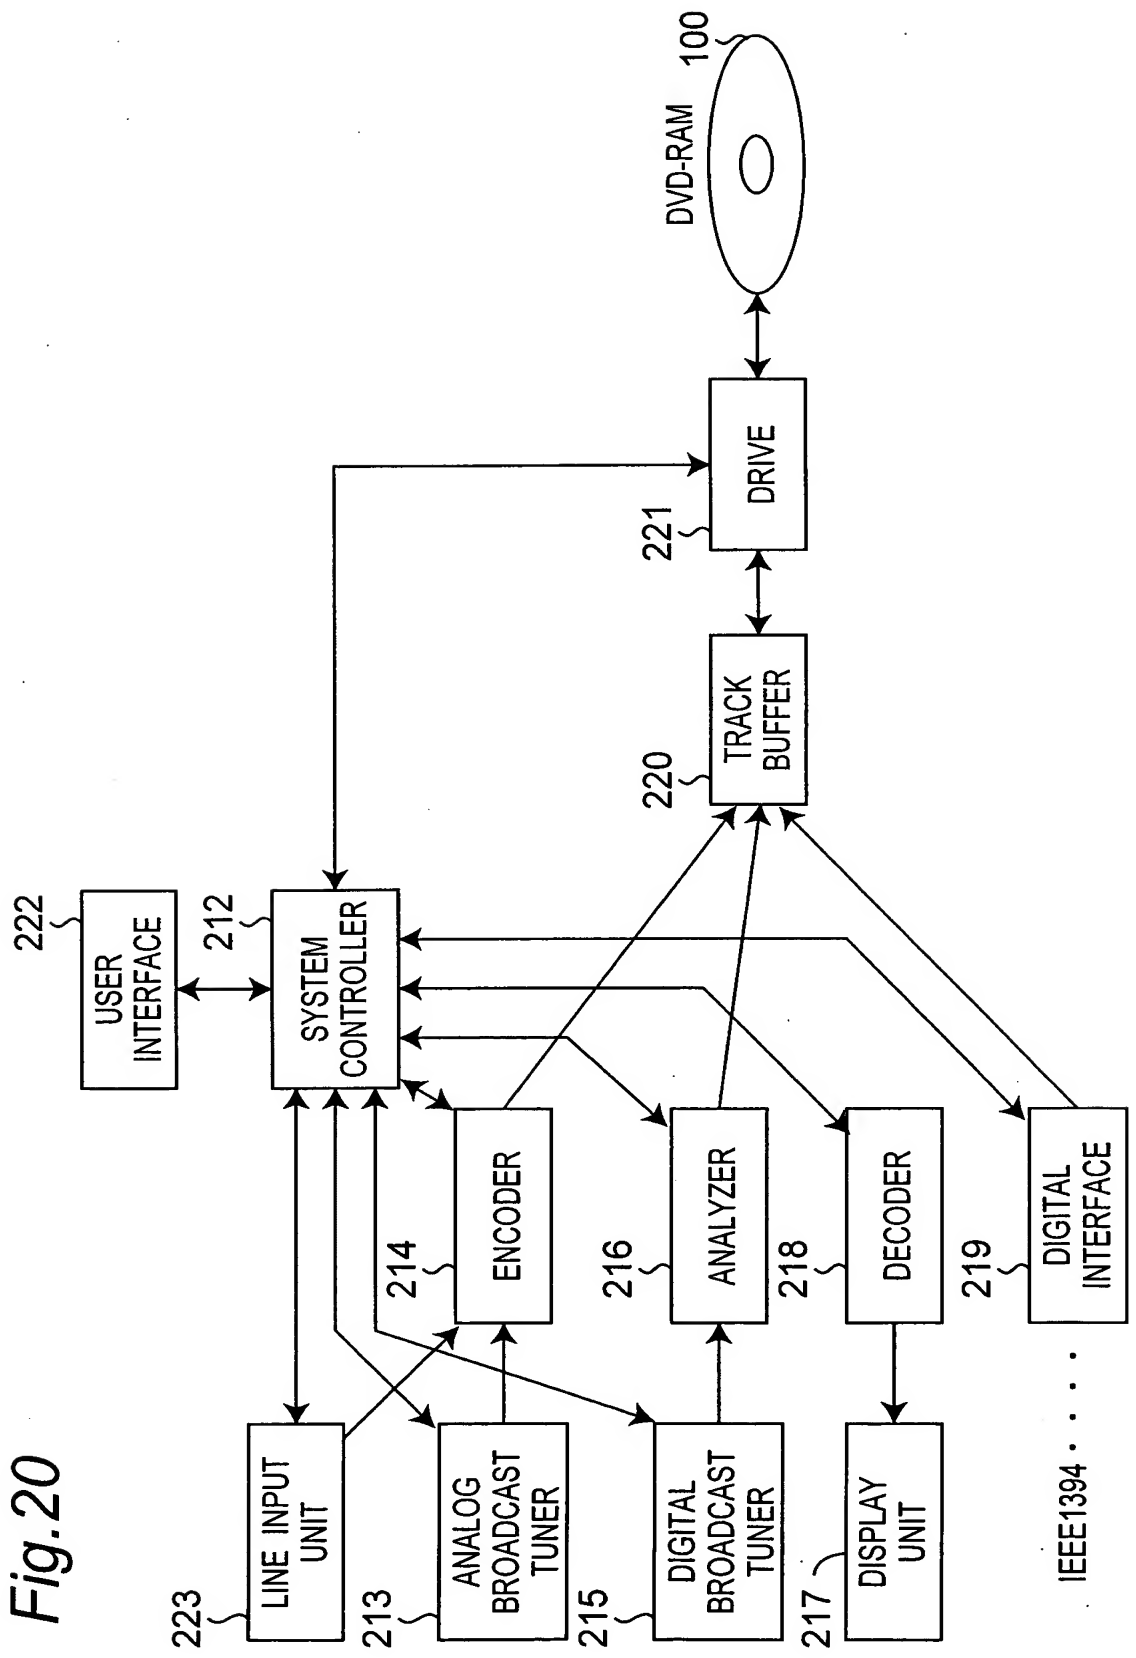 Fig.20
222
USER
INTERFACE
212
SYSTEM
CONTROLLER
223
LINE INPUT
UNIT
213
ANALOG
BROADCAST
TUNER
214
ENCODER
215
DIGITAL
BROADCAST
TUNER
216
ANALYZER
217
DISPLAY
UNIT
218
DECODER
IEEE1394 . . . .
219
DIGITAL
INTERFACE
220
TRACK
BUFFER
221
DRIVE
DVD-RAM
100